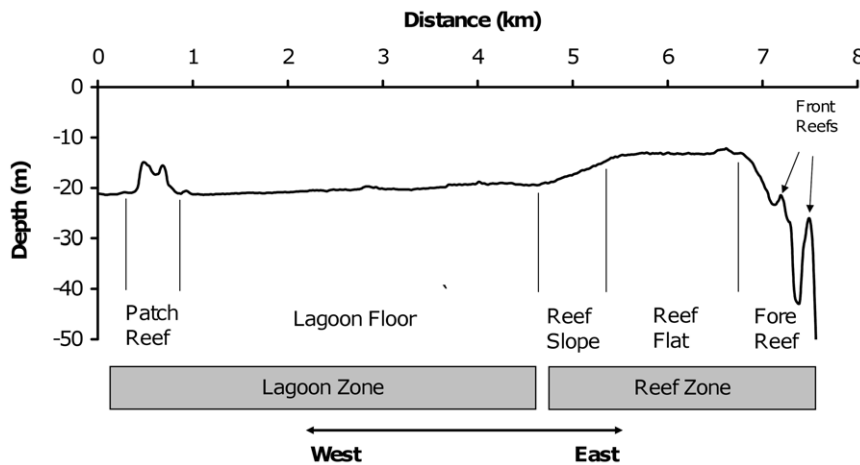 Distance (km)
0 1 2 3 4 5 6 7 8
Depth (m)
0
-10
-20
-30
-40
-50
Front
Reefs
Patch
Reef
Lagoon Floor
Reef
Slope
Reef
Flat
Fore
Reef
Lagoon Zone
Reef Zone
West
East